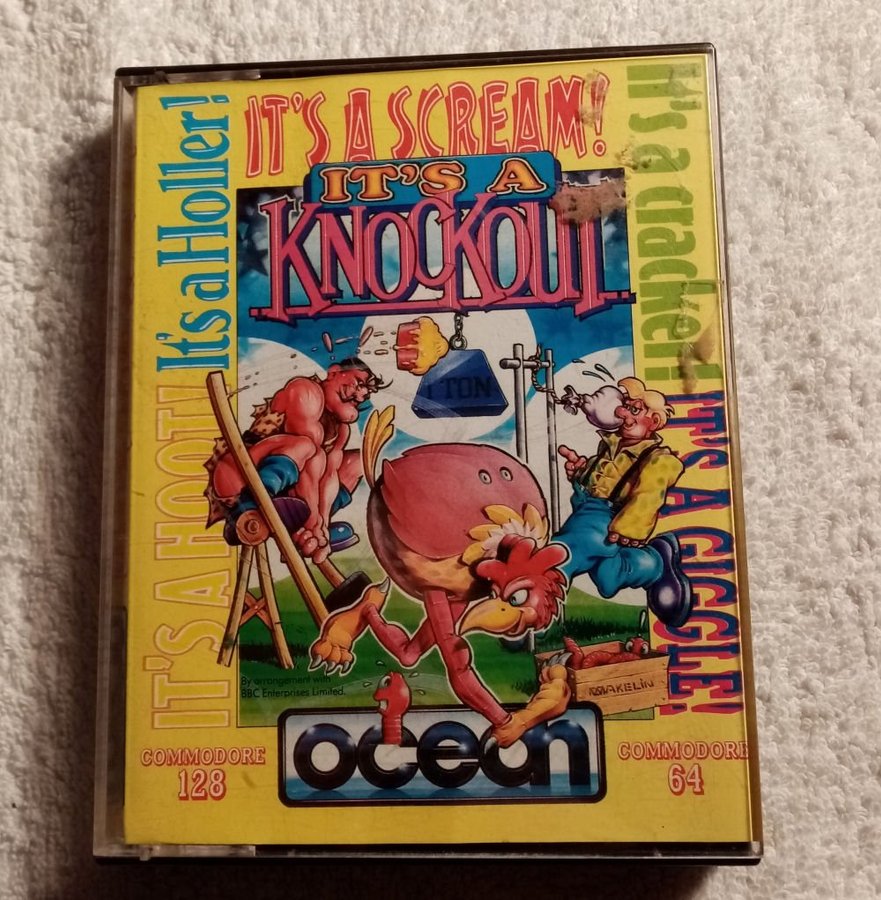 IT'S A SCREAM!
It's a Holler!
IT'S A HOOT!
It's a cracker!
IT'S A GIGGLE!
IT'S A
KNOCKOUT
1 TON
By arrangement with
BBC Enterprises Limited.
MAKELIN
ocean
COMMODORE
128
COMMODORE
64